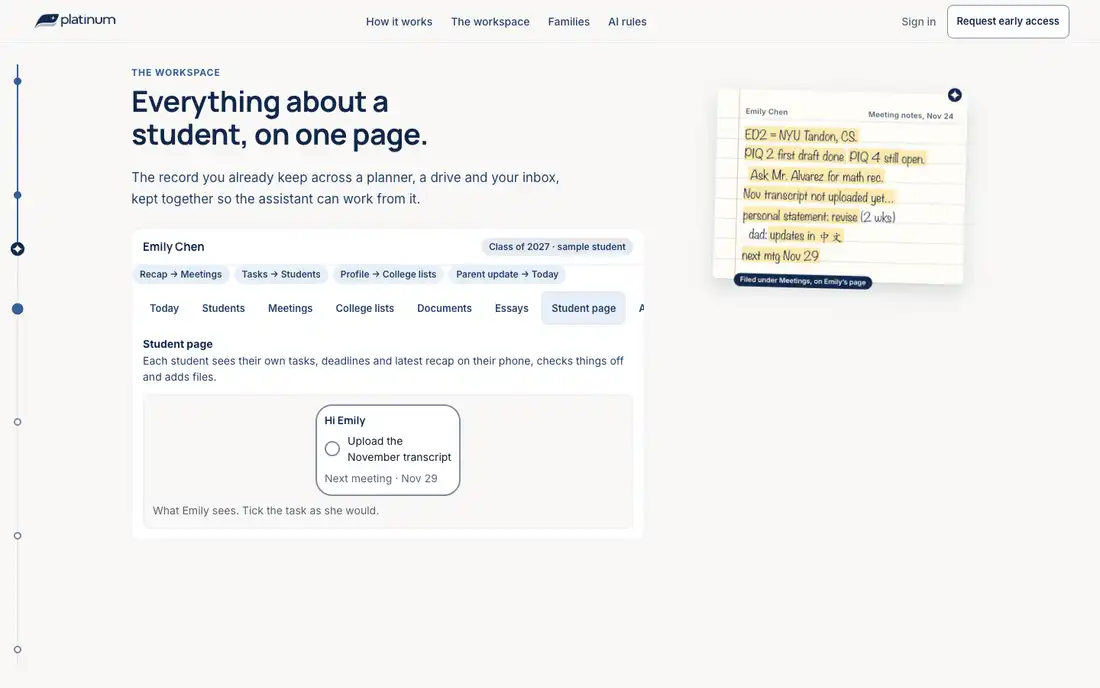 platinum
How it works
The workspace
Families
AI rules
Sign in
Request early access
THE WORKSPACE
Everything about a
student, on one page.
The record you already keep across a planner, a drive and your inbox,
kept together so the assistant can work from it.
Emily Chen
Class of 2027 · sample student
Recap → Meetings
Tasks → Students
Profile → College lists
Parent update → Today
Today
Students
Meetings
College lists
Documents
Essays
Student page
A
Student page
Each student sees their own tasks, deadlines and latest recap on their phone, checks things off
and adds files.
Hi Emily
Upload the
November transcript
Next meeting · Nov 29
What Emily sees. Tick the task as she would.
Emily Chen
Meeting notes, Nov 24
ED2 = NYU Tandon, CS.
PIQ 2 first draft done. PIQ 4 still open.
Ask Mr. Alvarez for math rec.
Nov transcript not uploaded yet...
personal statement: revise (2 wks)
dad: updates in 中文
next mtg Nov 29
Filed under Meetings, on Emily's page